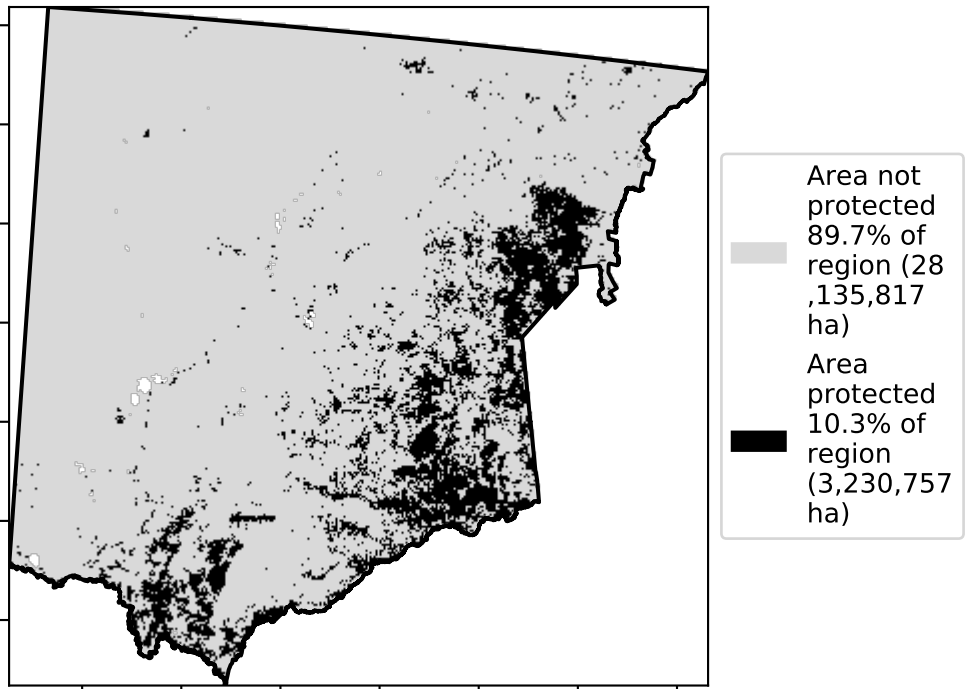 Area not
protected
89.7% of
region (28
,135,817
ha)
Area
protected
10.3% of
region
(3,230,757
ha)